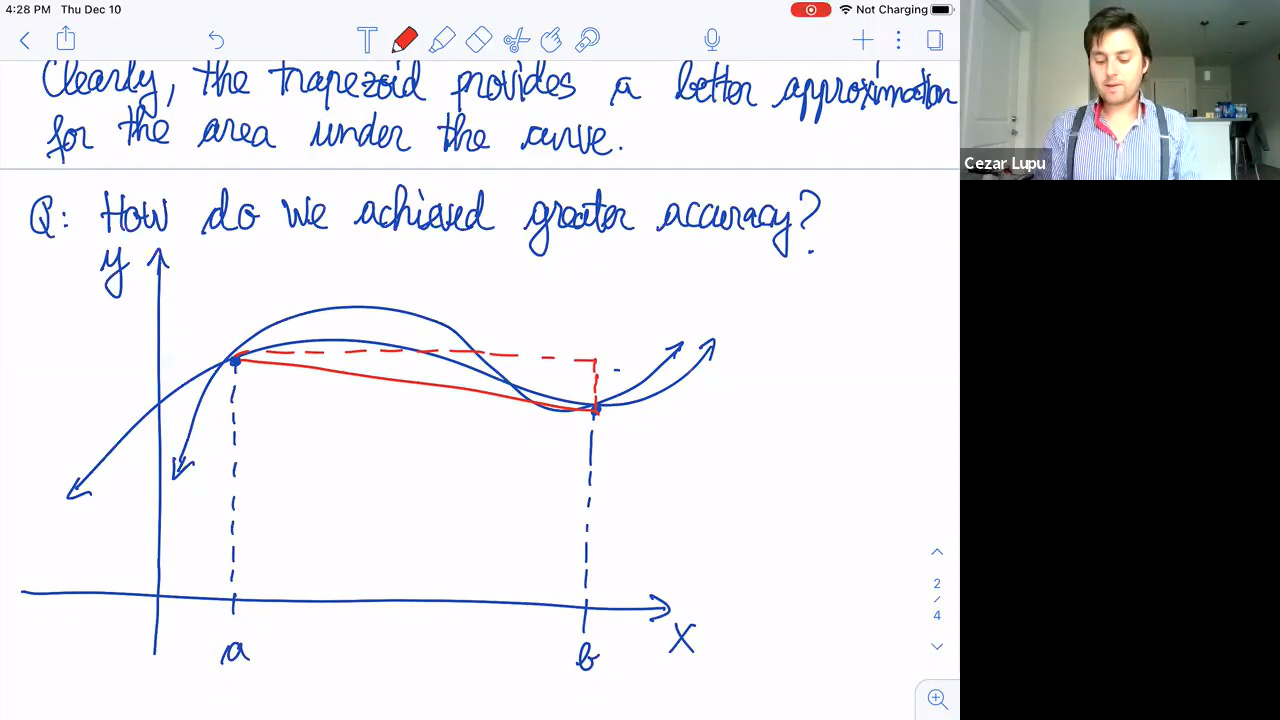 4:28 PM Thu Dec 10
Not Charging
T
Clearly, the trapezoid provides a better approximation
for the area under the curve.
Cezar Lupu
Q: How do we achieved greater accuracy?
y
2
/
4
a
b
X